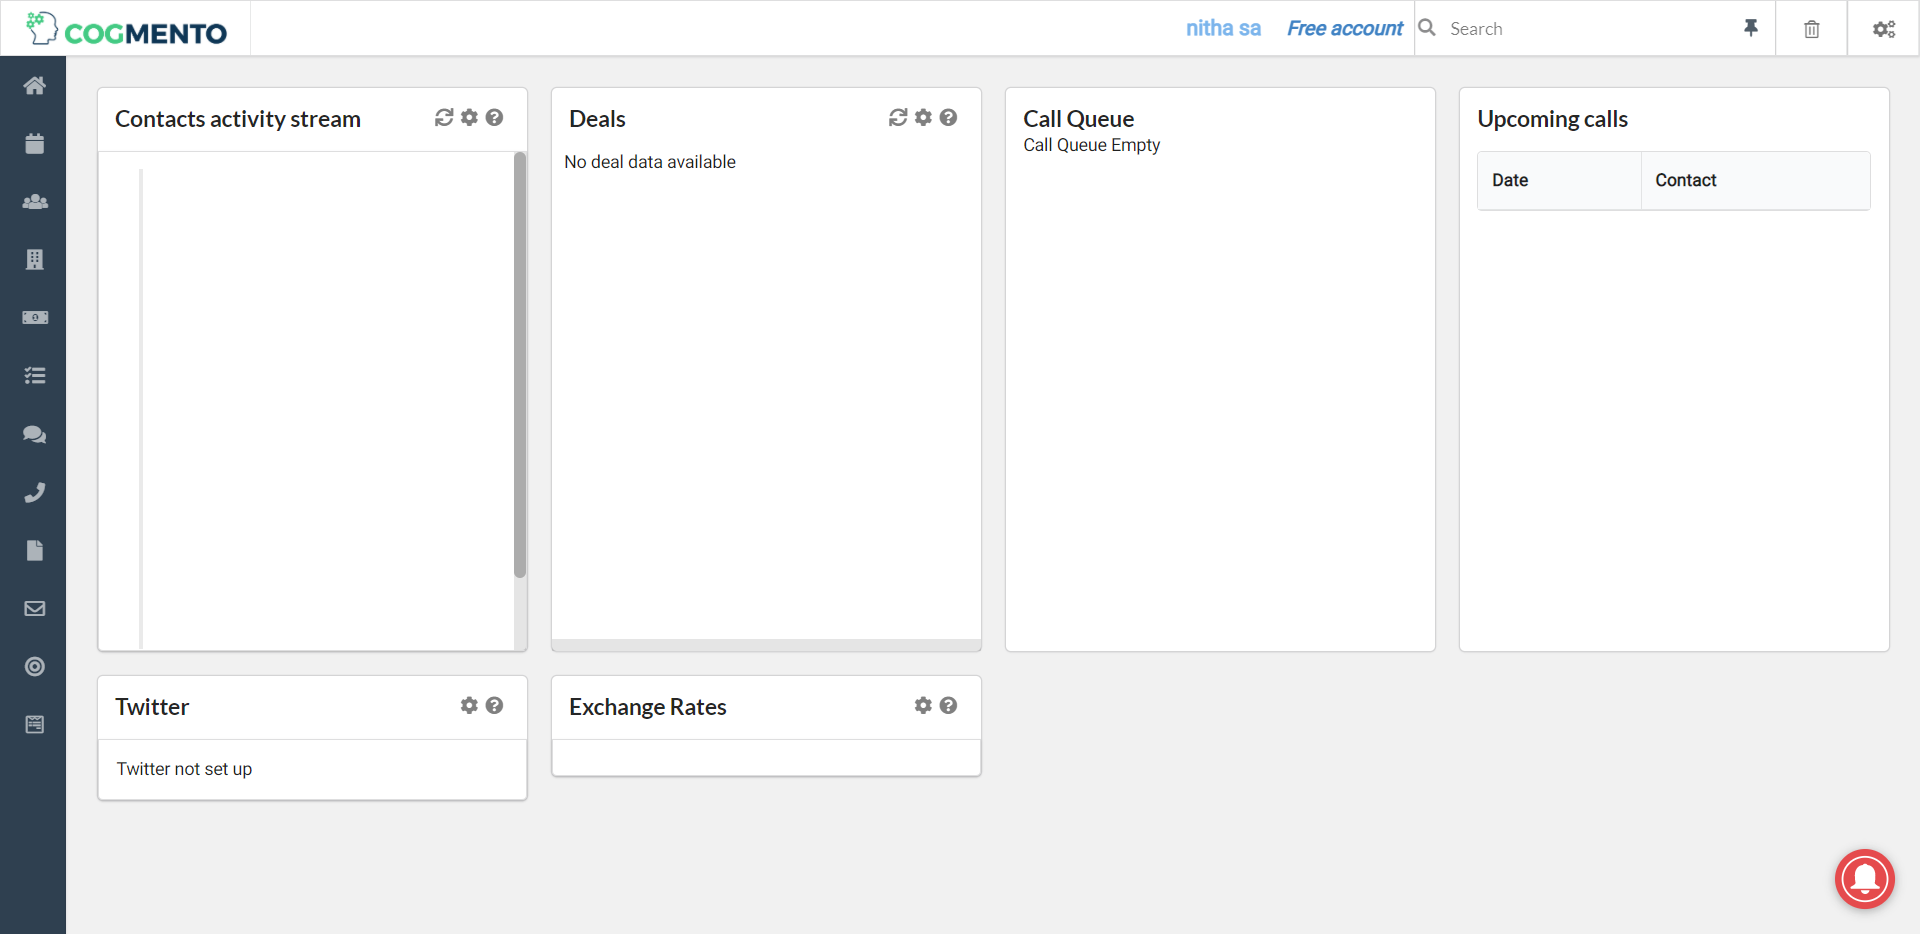 COGMENTO
nitha sa
Free account
Search
Contacts activity stream
Deals
No deal data available
Call Queue
Call Queue Empty
Upcoming calls
Date
Contact
Twitter
Twitter not set up
Exchange Rates